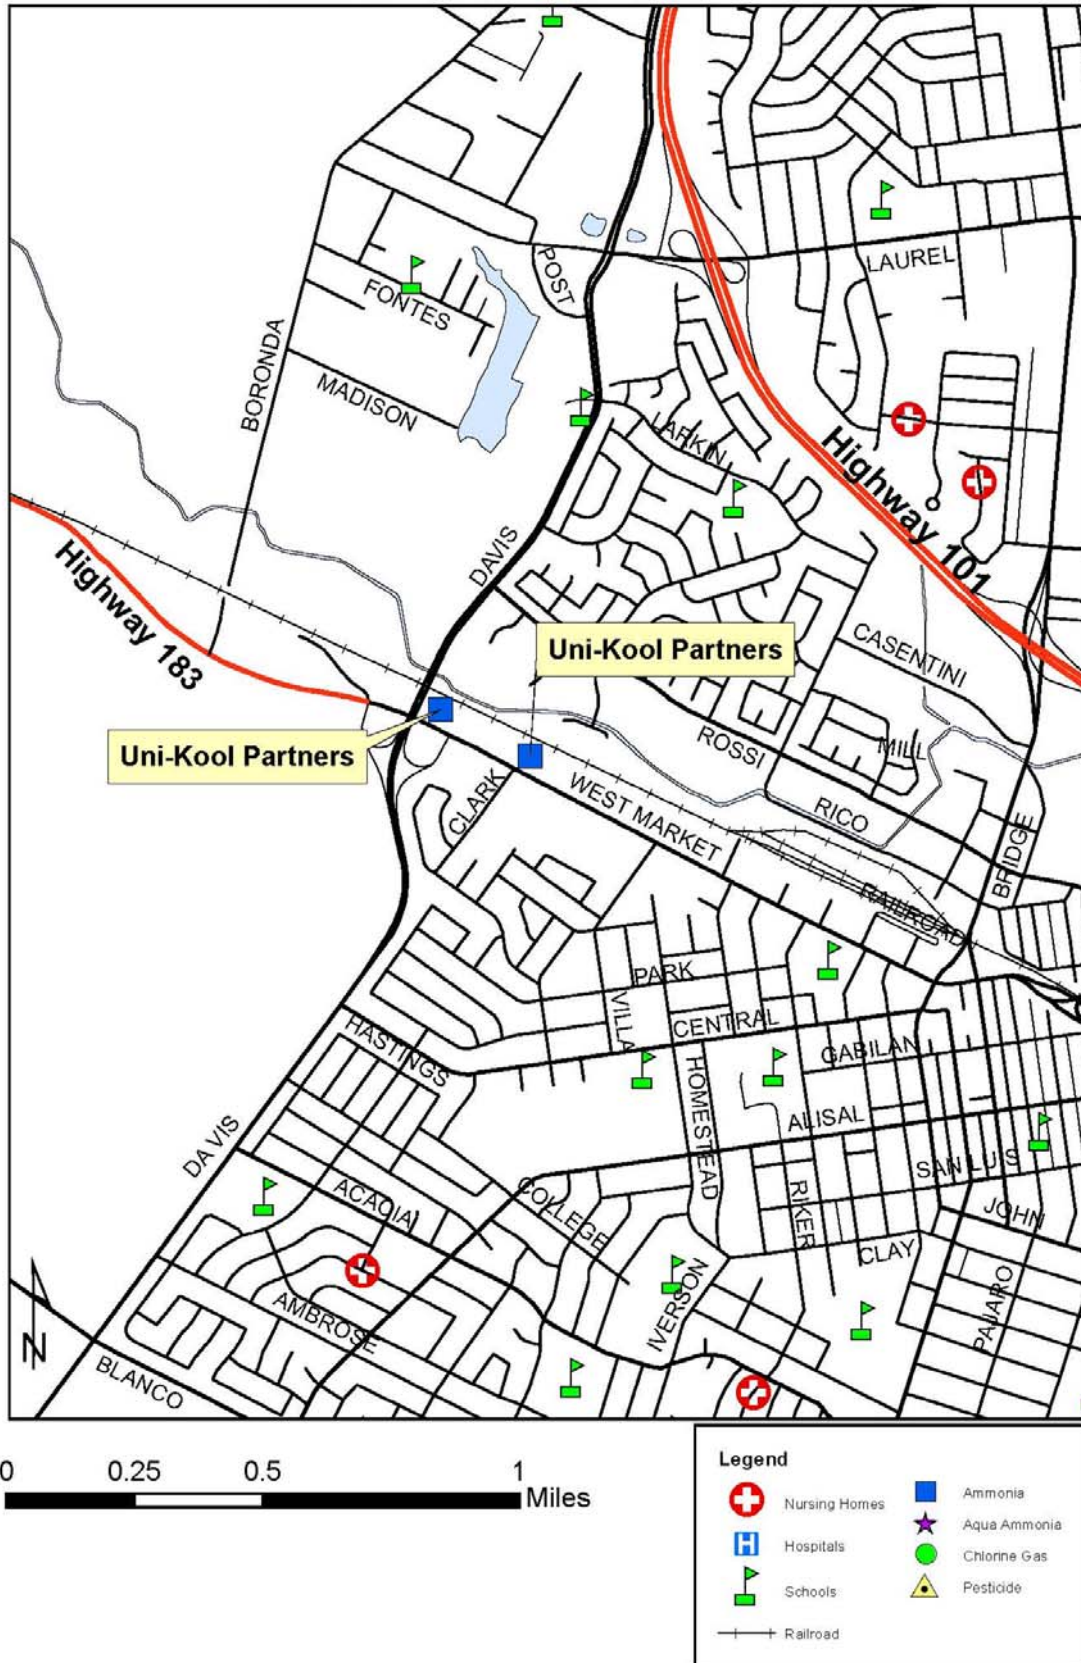 LAUREL
POST
FONTES
BORONDA
MADISON
LARKIN
Highway 101
DAVIS
Highway 183
CASENTINI
Uni-Kool Partners
Uni-Kool Partners
ROSSI
MILL
CLARK
WEST MARKET
RICO
BRIDGE
RAILROAD
PARK
VILLA
CENTRAL
HASTINGS
GABILAN
HOMESTEAD
ALISAL
DAVIS
SAN LUIS
ACACIA
COLLEGE
RIKER
JOHN
CLAY
IVERSON
AMBROSE
PAJARO
N
BLANCO
0 0.25 0.5 1
Miles
Legend
Nursing Homes
H Hospitals
Schools
Railroad
Ammonia
Aqua Ammonia
Chlorine Gas
Pesticide